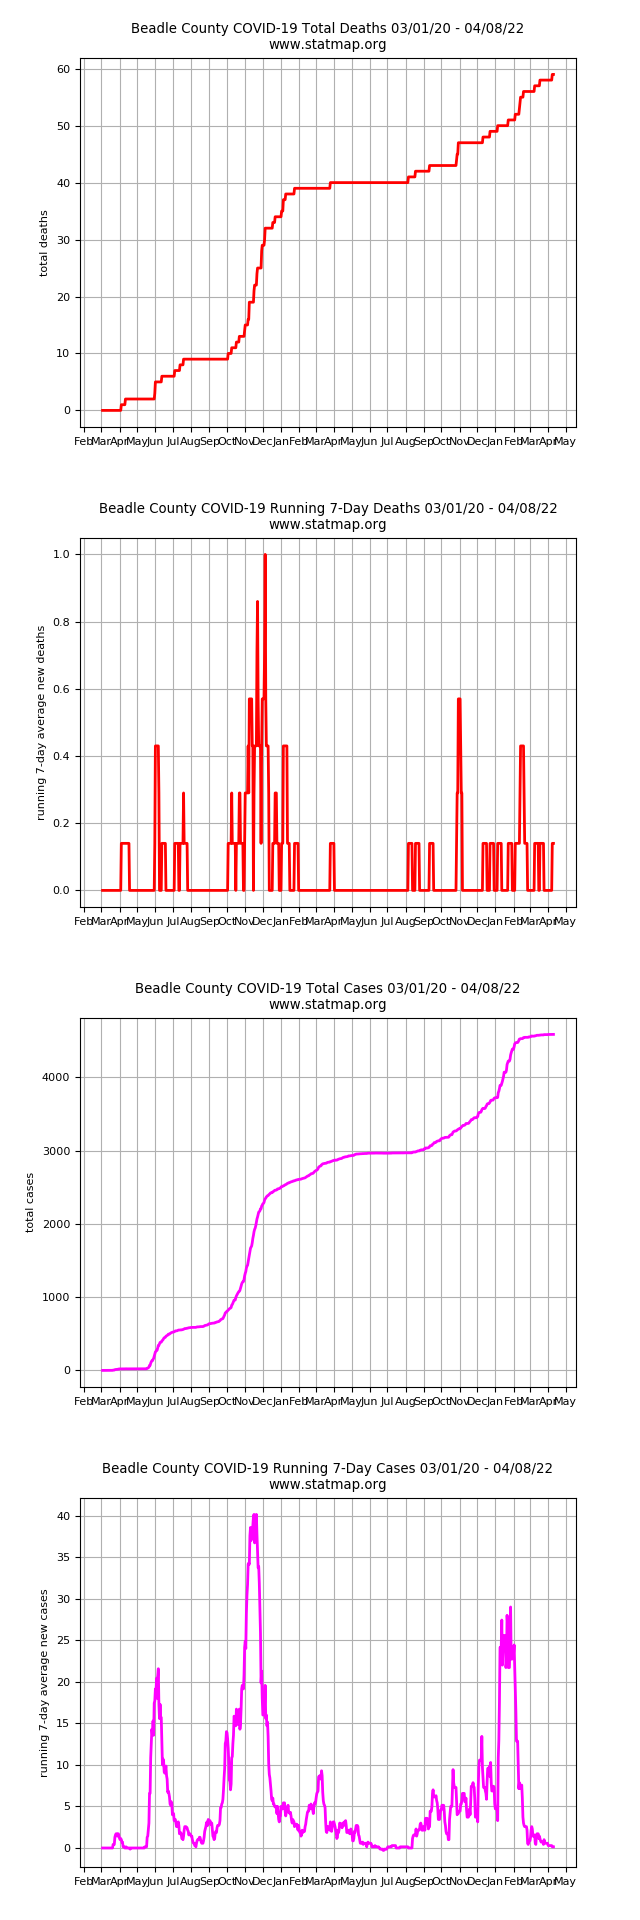 Beadle County COVID-19 Total Deaths 03/01/20 - 04/08/22
www.statmap.org
60
50
40
30
20
10
0
total deaths
Feb Mar Apr May Jun Jul Aug Sep Oct Nov Dec Jan Feb Mar Apr May Jun Jul Aug Sep Oct Nov Dec Jan Feb Mar Apr May
Beadle County COVID-19 Running 7-Day Deaths 03/01/20 - 04/08/22
www.statmap.org
1.0
0.8
0.6
0.4
0.2
0.0
running 7-day average new deaths
Feb Mar Apr May Jun Jul Aug Sep Oct Nov Dec Jan Feb Mar Apr May Jun Jul Aug Sep Oct Nov Dec Jan Feb Mar Apr May
Beadle County COVID-19 Total Cases 03/01/20 - 04/08/22
www.statmap.org
4000
3000
2000
1000
0
total cases
Feb Mar Apr May Jun Jul Aug Sep Oct Nov Dec Jan Feb Mar Apr May Jun Jul Aug Sep Oct Nov Dec Jan Feb Mar Apr May
Beadle County COVID-19 Running 7-Day Cases 03/01/20 - 04/08/22
www.statmap.org
40
35
30
25
20
15
10
5
0
running 7-day average new cases
Feb Mar Apr May Jun Jul Aug Sep Oct Nov Dec Jan Feb Mar Apr May Jun Jul Aug Sep Oct Nov Dec Jan Feb Mar Apr May